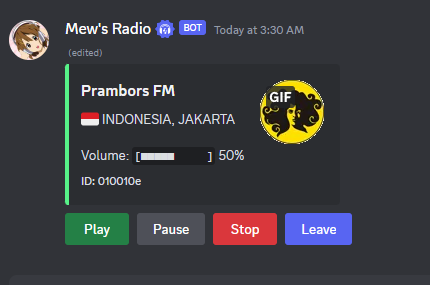 Mew's Radio BOT Today at 3:30 AM
(edited)
Prambors FM
GIF
INDONESIA, JAKARTA
Volume: [■■■■■     ] 50%
ID: 010010e
Play Pause Stop Leave